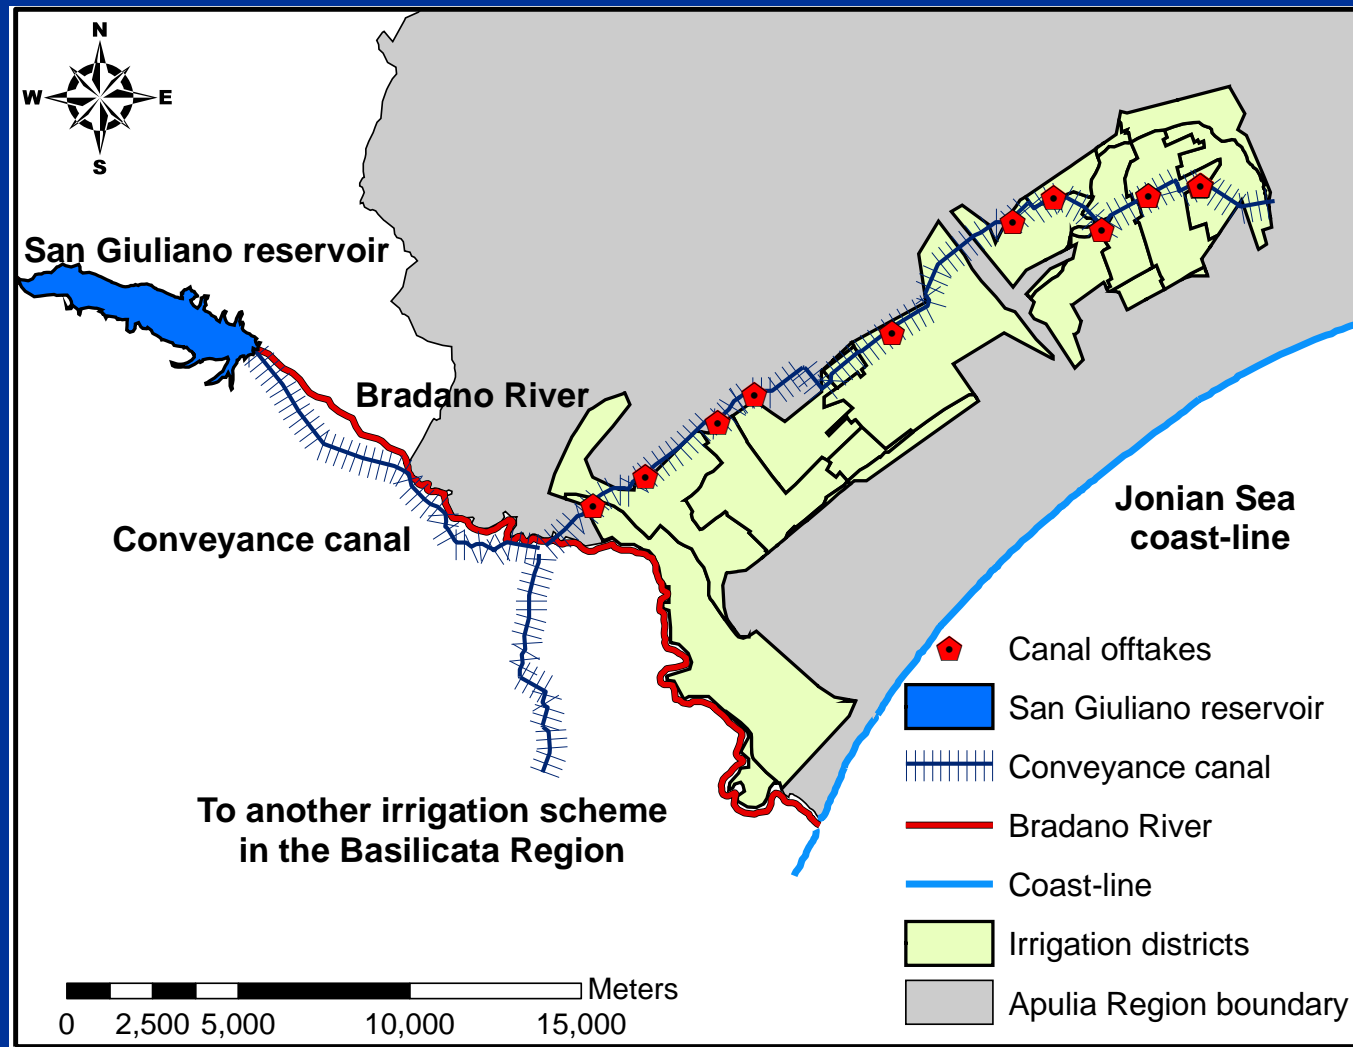 N
W
E
S
San Giuliano reservoir
Bradano River
Conveyance canal
Jonian Sea
coast-line
To another irrigation scheme
in the Basilicata Region
Canal offtakes
San Giuliano reservoir
Conveyance canal
Bradano River
Coast-line
Irrigation districts
Apulia Region boundary
Meters
0 2,500 5,000 10,000 15,000